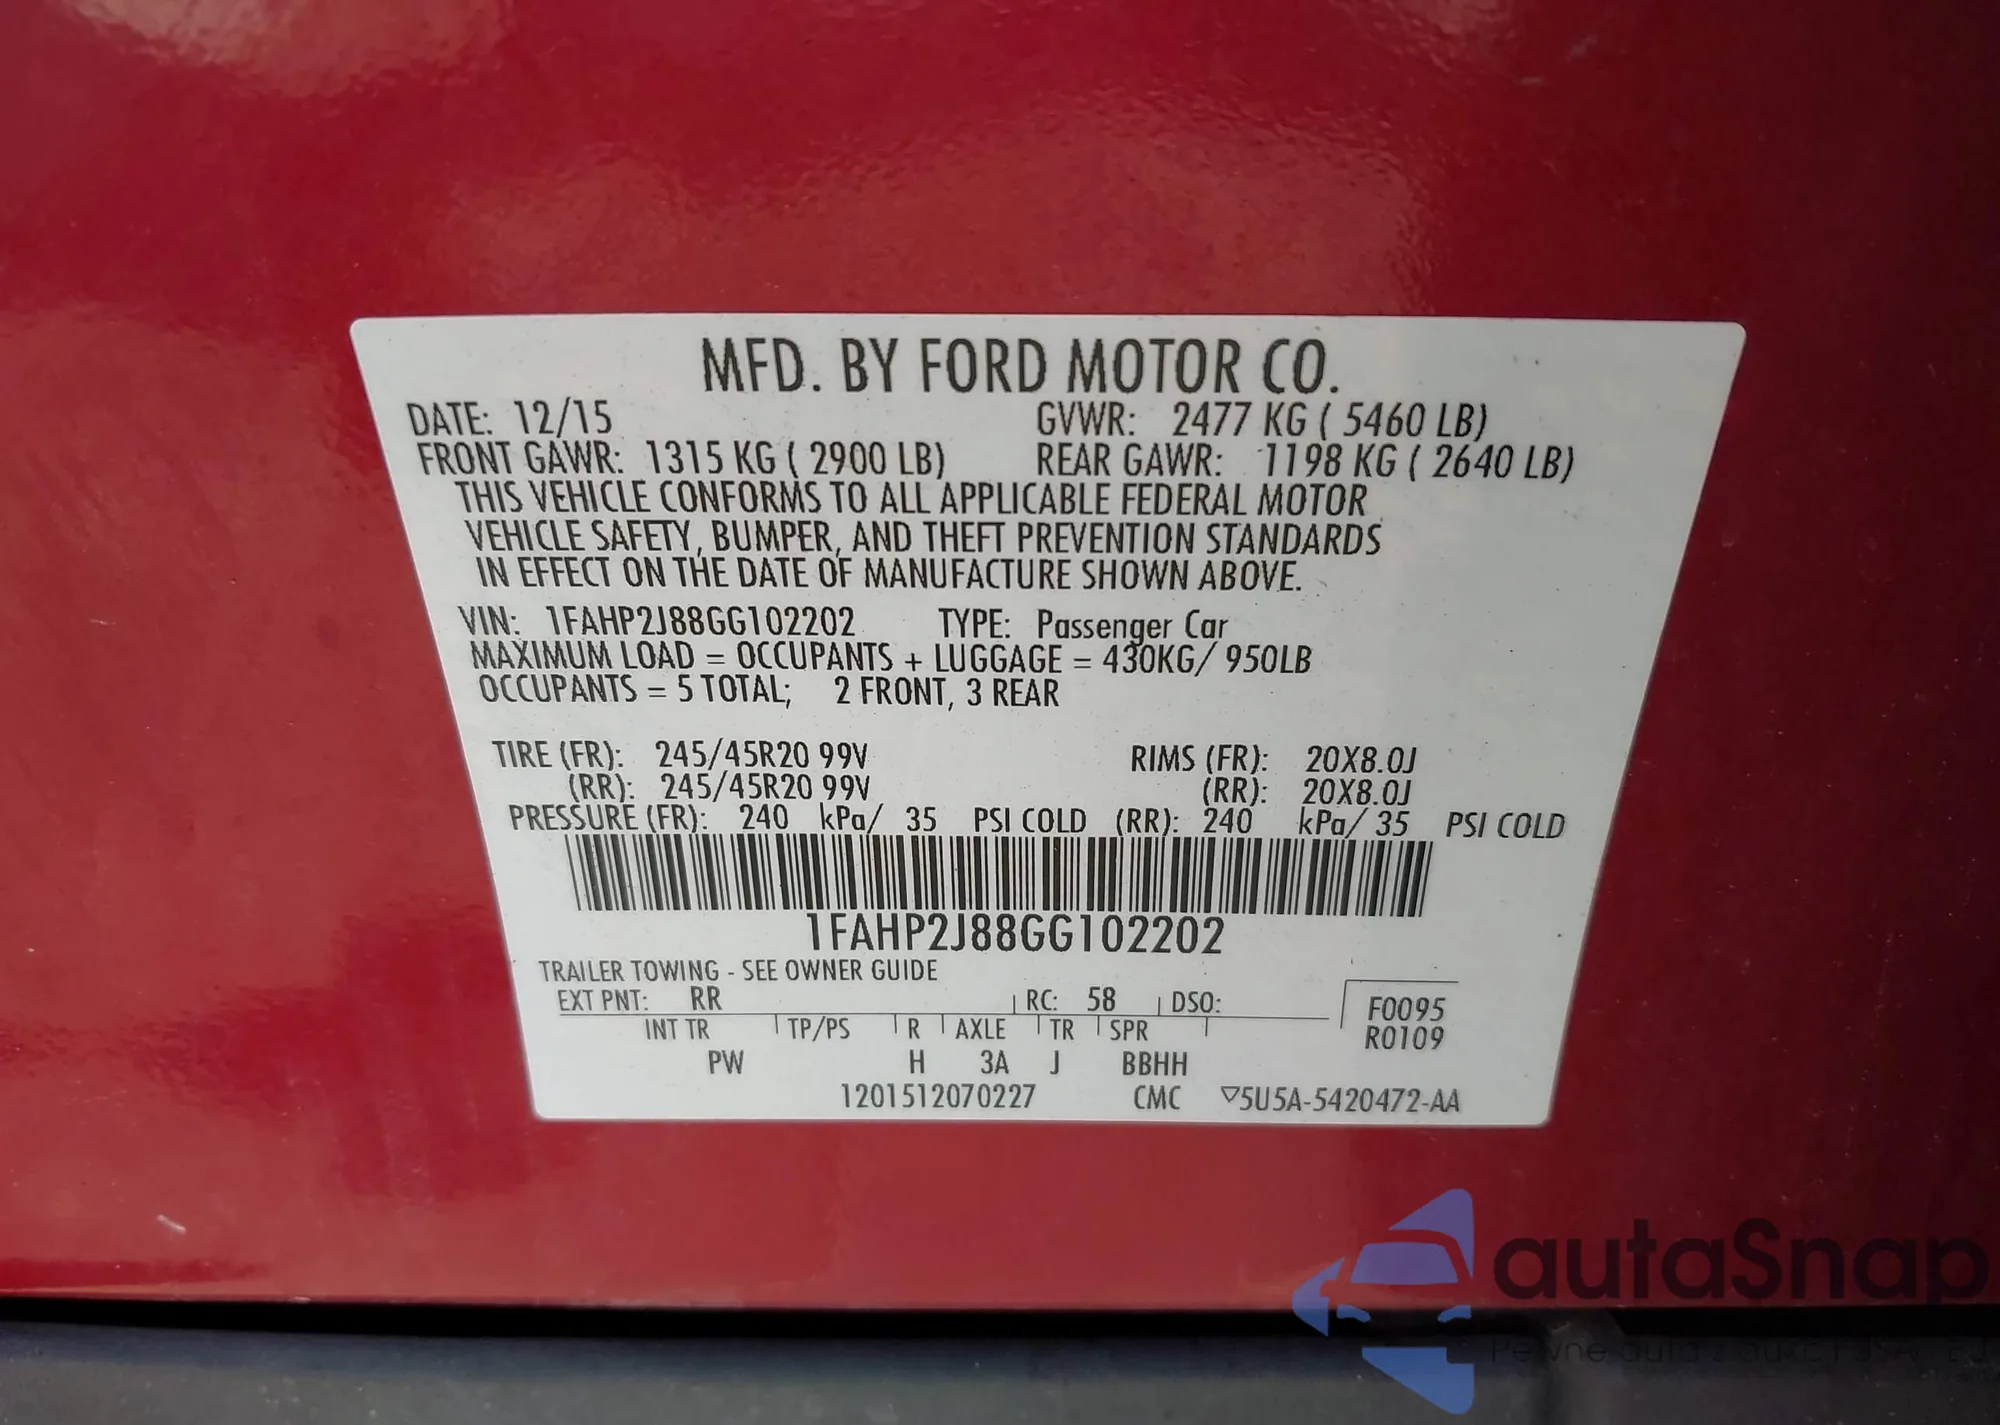 MFD. BY FORD MOTOR CO.
DATE: 12/15 GVWR: 2477 KG ( 5460 LB)
FRONT GAWR: 1315 KG ( 2900 LB) REAR GAWR: 1198 KG ( 2640 LB)
THIS VEHICLE CONFORMS TO ALL APPLICABLE FEDERAL MOTOR
VEHICLE SAFETY, BUMPER, AND THEFT PREVENTION STANDARDS
IN EFFECT ON THE DATE OF MANUFACTURE SHOWN ABOVE.
VIN: 1FAHP2J88GG102202 TYPE: Passenger Car
MAXIMUM LOAD = OCCUPANTS + LUGGAGE = 430KG/ 950LB
OCCUPANTS = 5 TOTAL; 2 FRONT, 3 REAR
TIRE (FR): 245/45R20 99V RIMS (FR): 20X8.0J
(RR): 245/45R20 99V (RR): 20X8.0J
PRESSURE (FR): 240 kPa/ 35 PSI COLD (RR): 240 kPa/ 35 PSI COLD
1FAHP2J88GG102202
TRAILER TOWING - SEE OWNER GUIDE
EXT PNT: RR RC: 58 DSO: F0095
INT TR TP/PS R AXLE TR SPR R0109
PW H 3A J BBHH
1201512070227 CMC ▽5U5A-5420472-AA
autaSnap